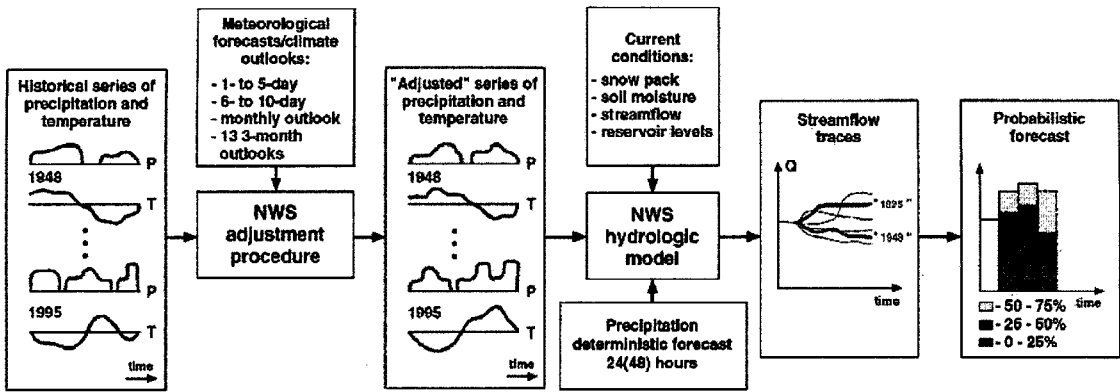 Historical series of
precipitation and
temperature
P
1948
T
P
1995
T
time
Meteorological
forecasts/climate
outlooks:
- 1- to 5-day
- 6- to 10-day
- monthly outlook
- 13 3-month
outlooks
NWS
adjustment
procedure
"Adjusted" series of
precipitation and
temperature
P
1948
T
P
1995
T
time
Current
conditions:
- snow pack
- soil moisture
- streamflow
- reservoir levels
NWS
hydrologic
model
Precipitation
deterministic forecast
24(48) hours
Streamflow
traces
Q
"1948"
time
Probabilistic
forecast
time
- 50 - 75%
- 25 - 50%
- 0 - 25%